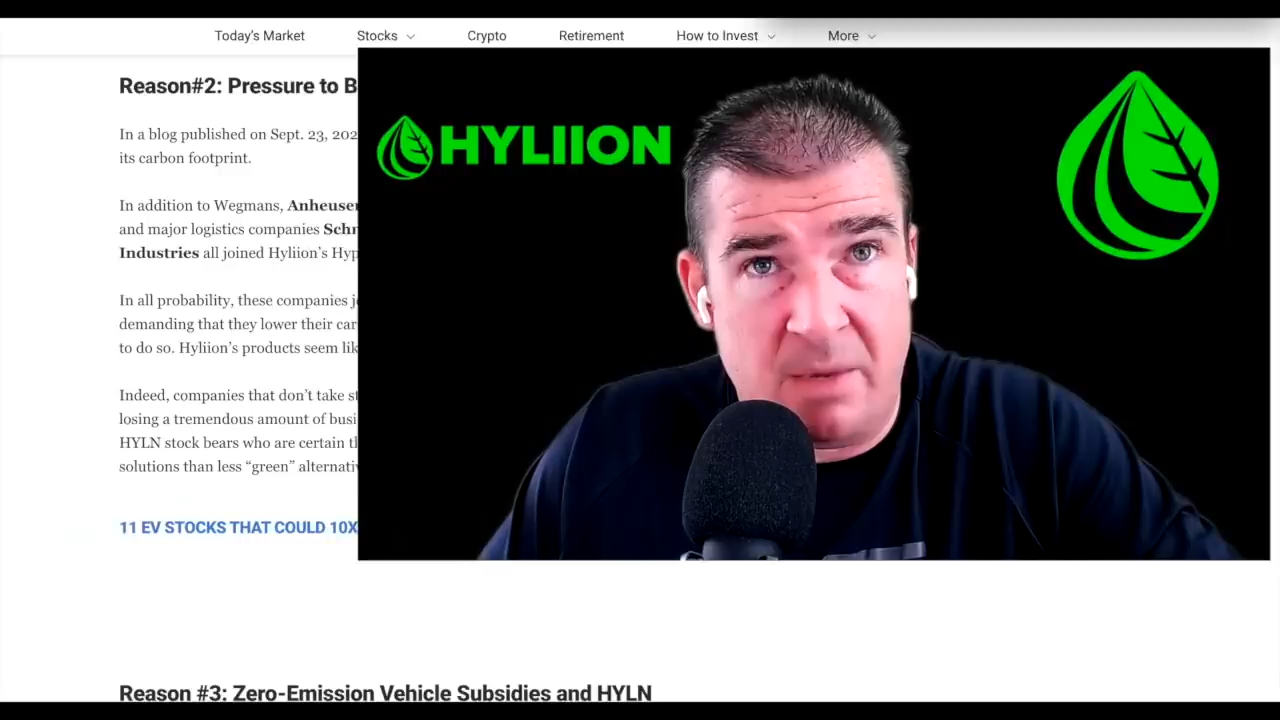 Today's Market Stocks Crypto Retirement How to Invest More
Reason#2: Pressure to B
In a blog published on Sept. 23, 202
its carbon footprint.
HYLIION
In addition to Wegmans, Anheuser
and major logistics companies Schn
Industries all joined Hyliion's Hyp
In all probability, these companies j
demanding that they lower their car
to do so. Hyliion's products seem lik
Indeed, companies that don't take st
losing a tremendous amount of busi
HYLN stock bears who are certain th
solutions than less “green” alternativ
11 EV STOCKS THAT COULD 10X
Reason #3: Zero-Emission Vehicle Subsidies and HYLN